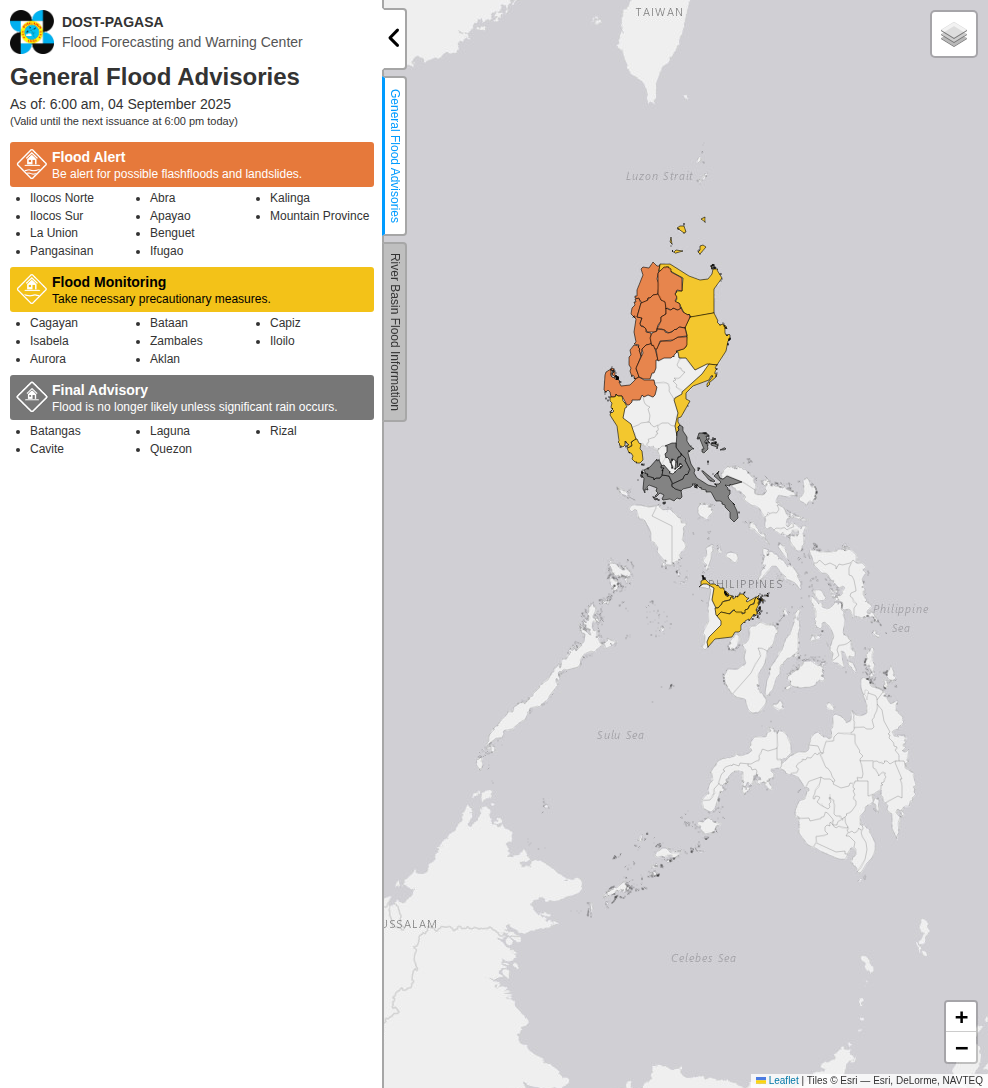 DOST-PAGASA
Flood Forecasting and Warning Center
General Flood Advisories
As of: 6:00 am, 04 September 2025
(Valid until the next issuance at 6:00 pm today)
Flood Alert
Be alert for possible flashfloods and landslides.
Ilocos Norte
Ilocos Sur
La Union
Pangasinan
Abra
Apayao
Benguet
Ifugao
Kalinga
Mountain Province
Flood Monitoring
Take necessary precautionary measures.
Cagayan
Isabela
Aurora
Bataan
Zambales
Aklan
Capiz
Iloilo
Final Advisory
Flood is no longer likely unless significant rain occurs.
Batangas
Cavite
Laguna
Quezon
Rizal
General Flood Advisories
River Basin Flood Information
TAIWAN
Luzon Strait
PHILIPPINES
Philippine
Sea
Sulu Sea
USSALAM
Celebes Sea
+
−
Leaflet | Tiles © Esri — Esri, DeLorme, NAVTEQ